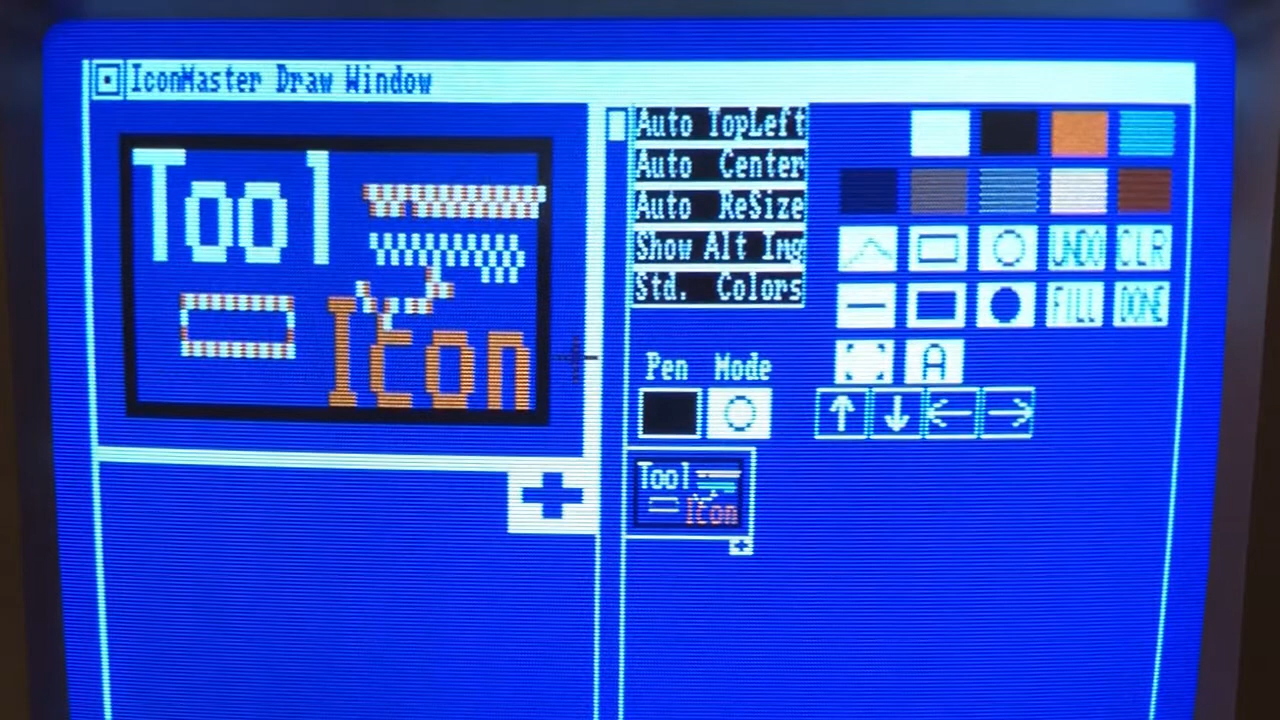 IconMaster Draw Window
Tool
Icon
Auto TopLeft
Auto Center
Auto ReSize
Show Alt Img
Std. Colors
UNDO CLR
FILL DONE
A
Pen Mode
Tool
Icon